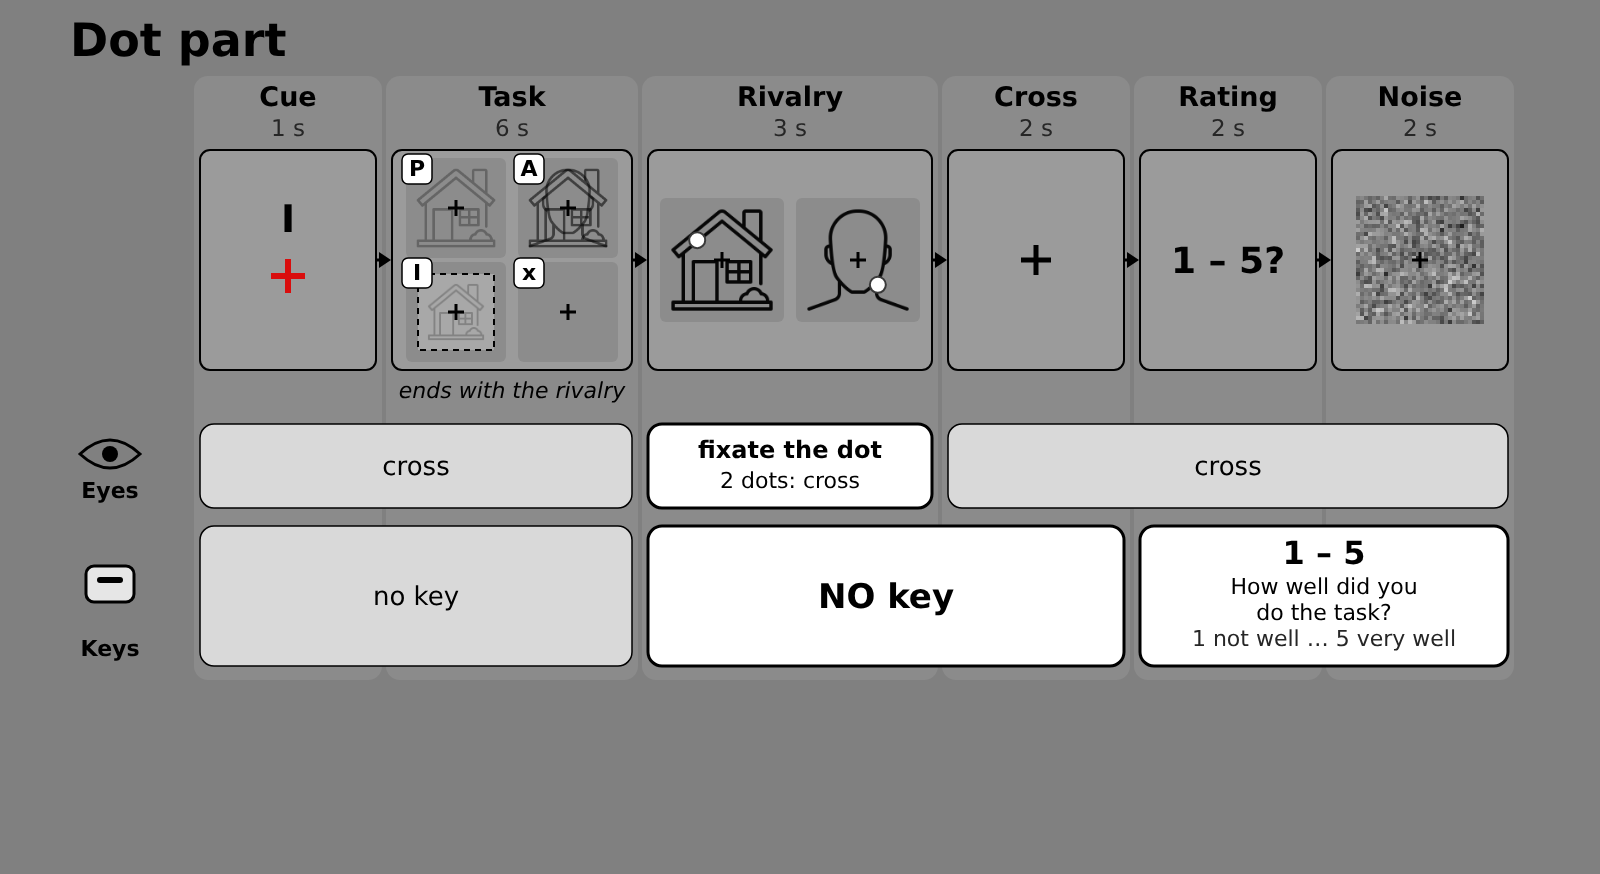 Dot part
Cue
1 s
Task
6 s
Rivalry
3 s
Cross
2 s
Rating
2 s
Noise
2 s
I
P
A
I
x
1 – 5?
ends with the rivalry
Eyes
cross
fixate the dot
2 dots: cross
cross
Keys
no key
NO key
1 – 5
How well did you
do the task?
1 not well ... 5 very well